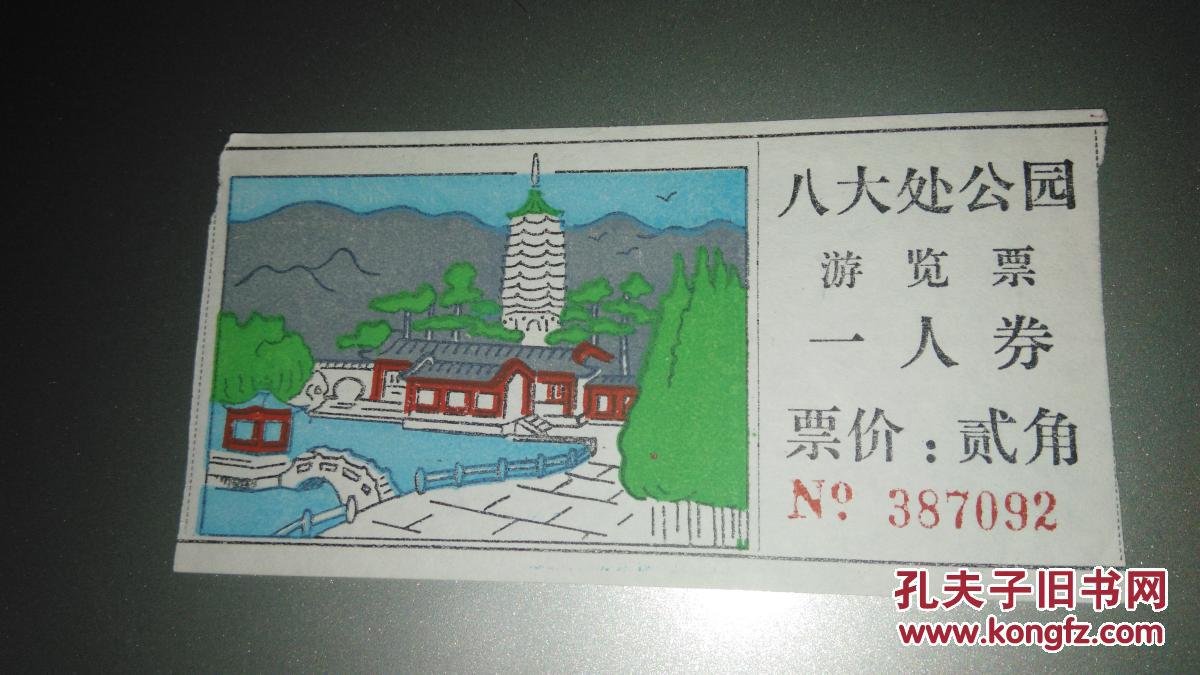 八大处公园
游览票
一人券
票价：贰角
Nº 387092
孔夫子旧书网
www.kongfz.com